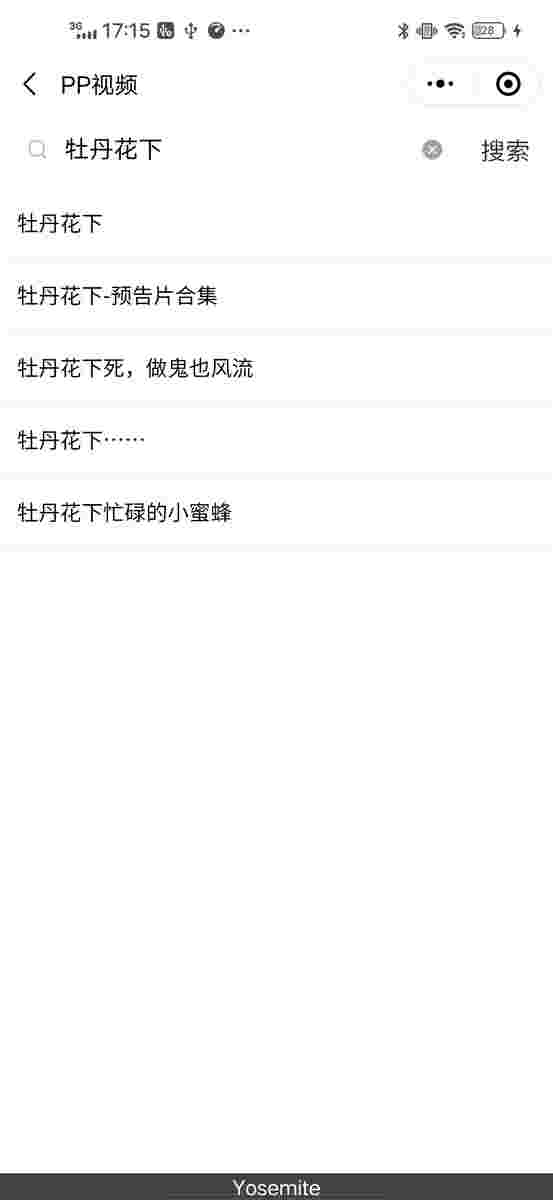 3G 17:15 ··· 28
PP视频
牡丹花下 搜索
牡丹花下
牡丹花下-预告片合集
牡丹花下死，做鬼也风流
牡丹花下······
牡丹花下忙碌的小蜜蜂
Yosemite